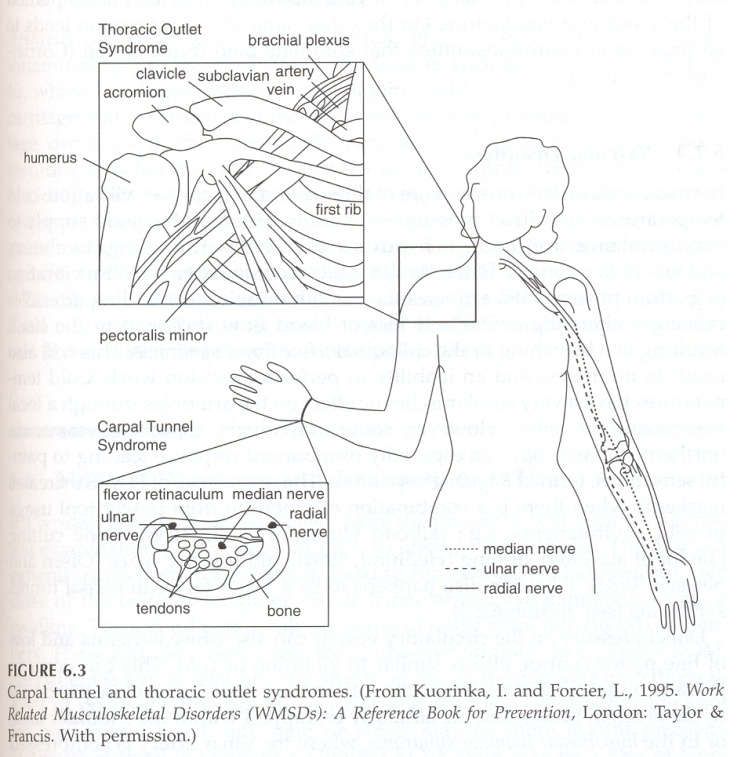 Thoracic Outlet
Syndrome
brachial plexus
clavicle
subclavian
artery
vein
acromion
humerus
first rib
pectoralis minor
Carpal Tunnel
Syndrome
flexor retinaculum
median nerve
ulnar
nerve
radial
nerve
tendons
bone
median nerve
ulnar nrve
radial nerve
FIGURE 6.3
Carpal tunnel and thoracic outlet syndromes. (From Kuorinka, I. and Forcier, L., 1995. Work
Related Musculoskeletal Disorders (WMSDs): A Reference Book for Prevention, London: Taylor &
Francis. With permission.)